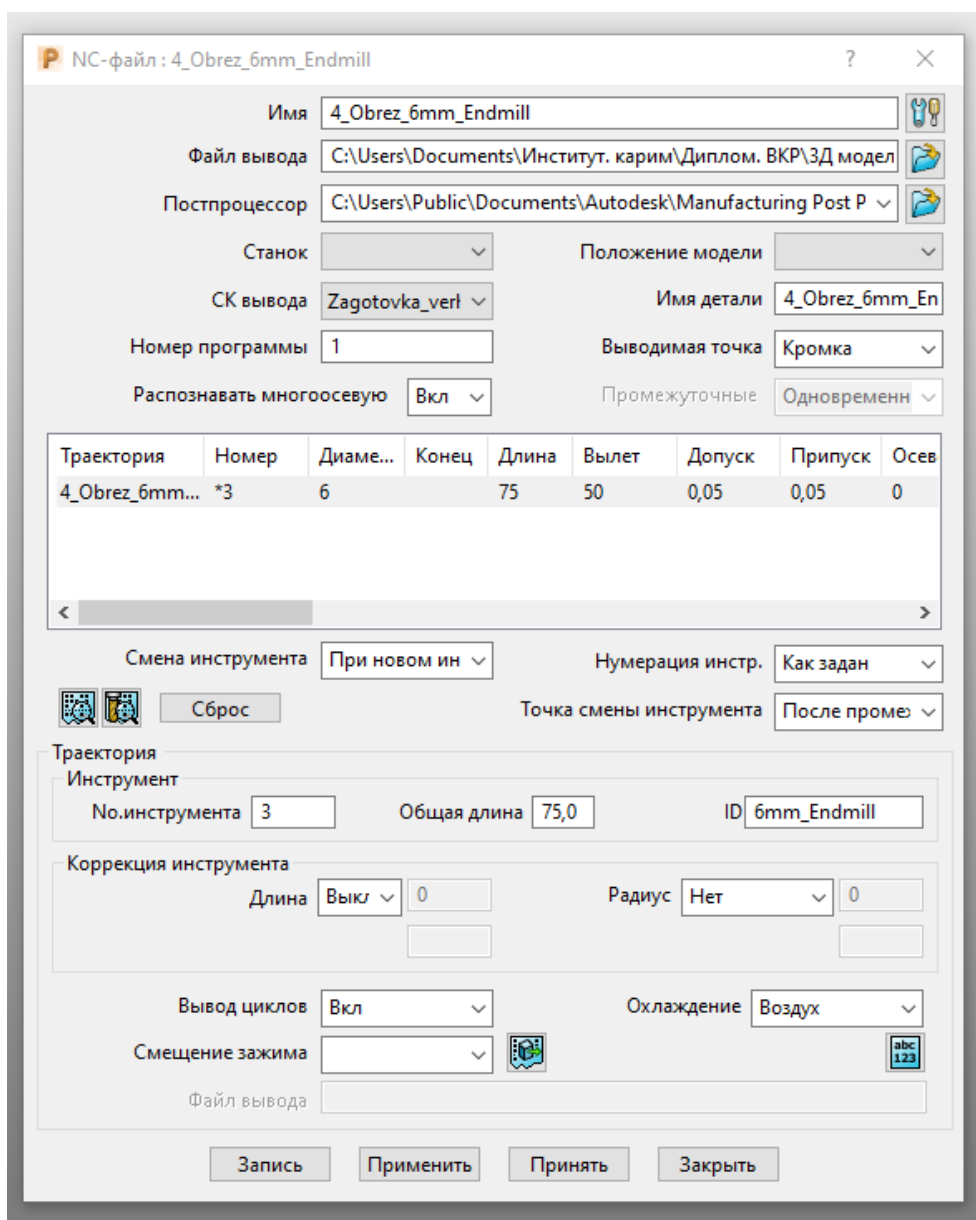 NC-файл : 4_Obrez_6mm_Endmill ?
Имя 4_Obrez_6mm_Endmill
Файл вывода C:\Users\Documents\Институт. карим\Диплом. ВКР\3Д модел
Постпроцессор C:\Users\Public\Documents\Autodesk\Manufacturing Post P
Станок Положение модели
СК вывода Zagotovka_verl Имя детали 4_Obrez_6mm_En
Номер программы 1 Выводимая точка Кромка
Распознавать многоосевую Вкл Промежуточные Одновременн
Траектория Номер Диаме... Конец Длина Вылет Допуск Припуск Осев
4_Obrez_6mm... *3 6 75 50 0,05 0,05 0
Смена инструмента При новом ин Нумерация инстр. Как задан
Сброс Точка смены инструмента После проме
Траектория
Инструмент
No.инструмента 3 Общая длина 75,0 ID 6mm_Endmill
Коррекция инструмента
Длина Выкл 0 Радиус Нет 0
Вывод циклов Вкл Охлаждение Воздух
Смещение зажима abc
123
Файл вывода
Запись Применить Принять Закрыть